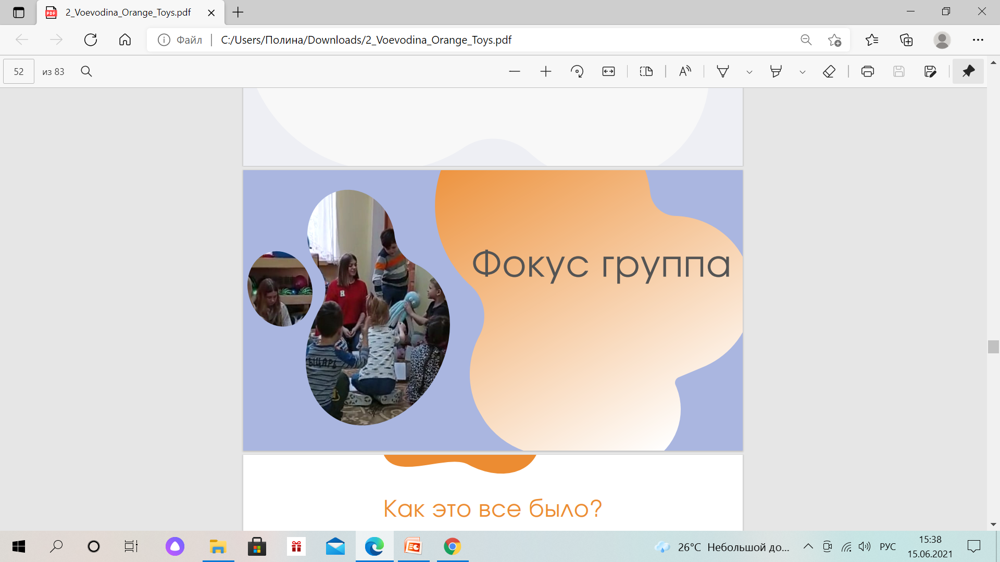 2_Voevodina_Orange_Toys.pdf
Файл
C:/Users/Полина/Downloads/2_Voevodina_Orange_Toys.pdf
52 из 83
Фокус группа
Н
ЫЦАРЬ
Как это все было?
26°C Небольшой до...
РУС
15:38
15.06.2021